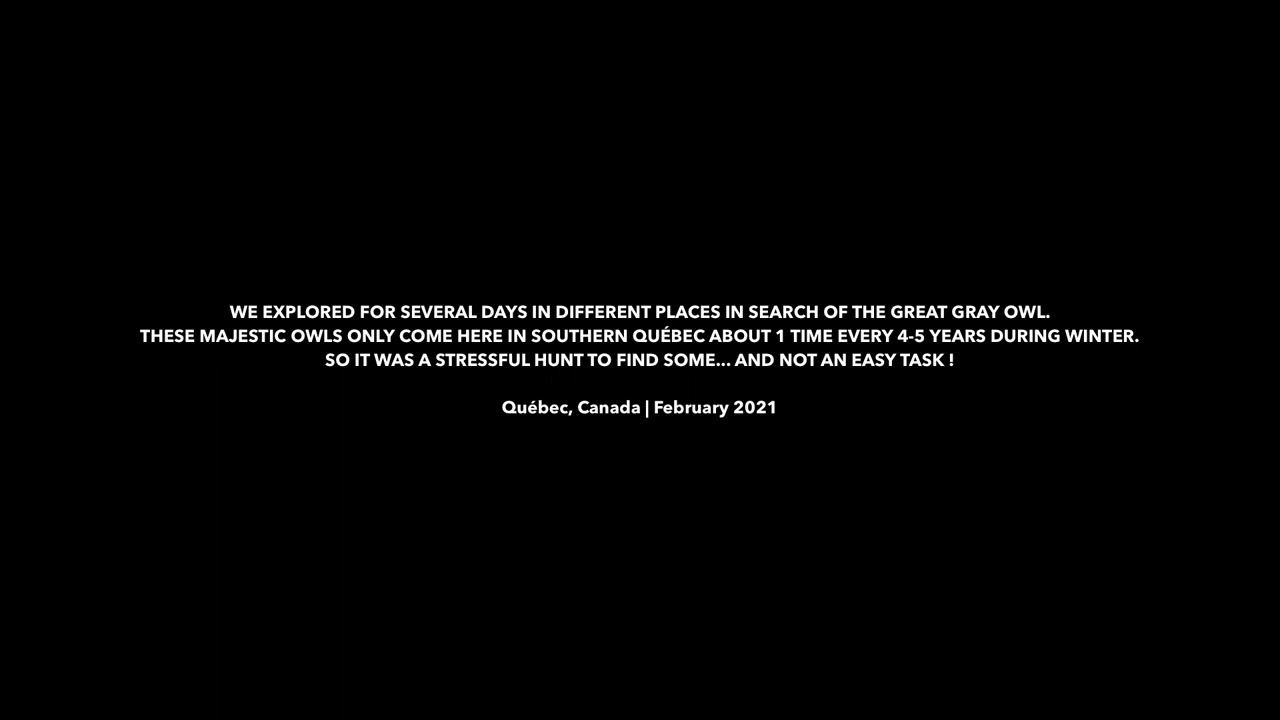 WE EXPLORED FOR SEVERAL DAYS IN DIFFERENT PLACES IN SEARCH OF THE GREAT GRAY OWL.
THESE MAJESTIC OWLS ONLY COME HERE IN SOUTHERN QUÉBEC ABOUT 1 TIME EVERY 4-5 YEARS DURING WINTER.
SO IT WAS A STRESSFUL HUNT TO FIND SOME... AND NOT AN EASY TASK !
Québec, Canada | February 2021